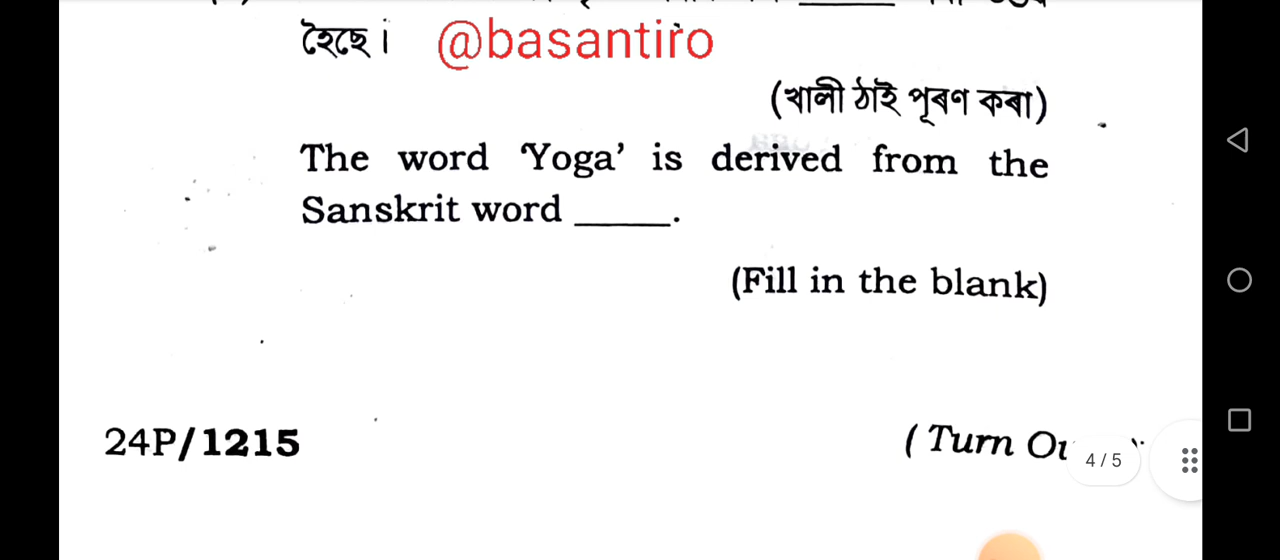 হৈছে। @basantiro
(খালী ঠাই পূৰণ কৰা)
The word ‘Yoga’ is derived from the
Sanskrit word _____.
(Fill in the blank)
24P/1215 ( Turn
4 / 5